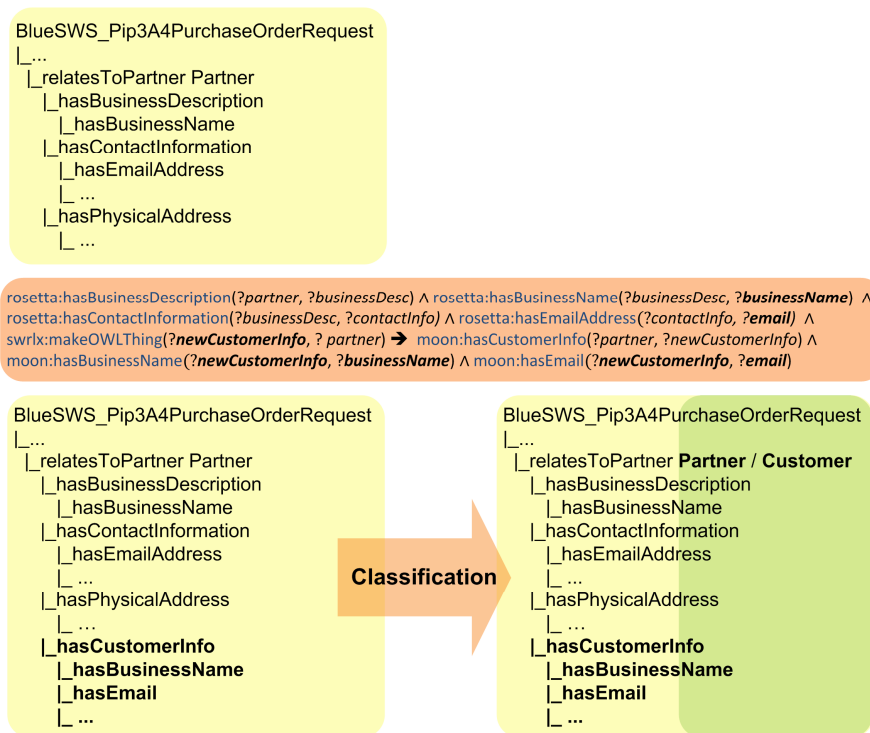 BlueSWS_Pip3A4PurchaseOrderRequest
|_...
|_relatesToPartner Partner
|_hasBusinessDescription
|_hasBusinessName
|_hasContactInformation
|_hasEmailAddress
|_ ...
|_hasPhysicalAddress
|_ ...
rosetta:hasBusinessDescription(?partner, ?businessDesc) ∧ rosetta:hasBusinessName(?businessDesc, ?businessName) ∧
rosetta:hasContactInformation(?businessDesc, ?contactInfo) ∧ rosetta:hasEmailAddress(?contactInfo, ?email) ∧
swrlx:makeOWLThing(?newCustomerInfo, ? partner) ➔ moon:hasCustomerInfo(?partner, ?newCustomerInfo) ∧
moon:hasBusinessName(?newCustomerInfo, ?businessName) ∧ moon:hasEmail(?newCustomerInfo, ?email)
BlueSWS_Pip3A4PurchaseOrderRequest
|_...
|_relatesToPartner Partner
|_hasBusinessDescription
|_hasBusinessName
|_hasContactInformation
|_hasEmailAddress
|_ ...
|_hasPhysicalAddress
|_ ...
|_hasCustomerInfo
|_hasBusinessName
|_hasEmail
|_ ...
Classification
BlueSWS_Pip3A4PurchaseOrderRequest
|_...
|_relatesToPartner Partner / Customer
|_hasBusinessDescription
|_hasBusinessName
|_hasContactInformation
|_hasEmailAddress
|_ ...
|_hasPhysicalAddress
|_ ...
|_hasCustomerInfo
|_hasBusinessName
|_hasEmail
|_ ...